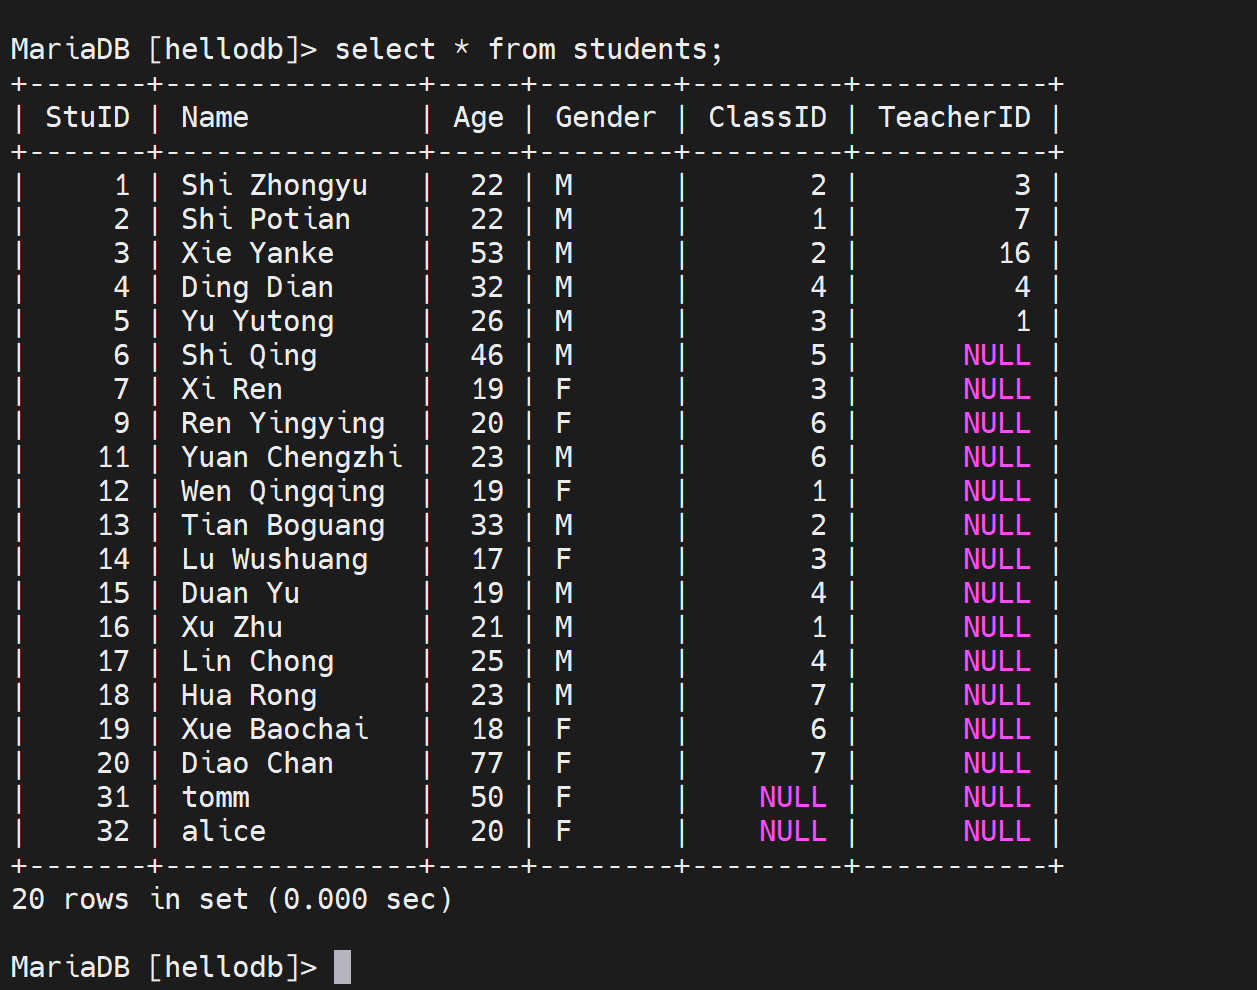 MariaDB [hellodb]> select * from students;
+-------+---------------+-----+--------+---------+-----------+
| StuID | Name          | Age | Gender | ClassID | TeacherID |
+-------+---------------+-----+--------+---------+-----------+
|     1 | Shi Zhongyu   |  22 | M      |       2 |         3 |
|     2 | Shi Potian    |  22 | M      |       1 |         7 |
|     3 | Xie Yanke     |  53 | M      |       2 |        16 |
|     4 | Ding Dian     |  32 | M      |       4 |         4 |
|     5 | Yu Yutong     |  26 | M      |       3 |         1 |
|     6 | Shi Qing      |  46 | M      |       5 |      NULL |
|     7 | Xi Ren        |  19 | F      |       3 |      NULL |
|     9 | Ren Yingying  |  20 | F      |       6 |      NULL |
|    11 | Yuan Chengzhi |  23 | M      |       6 |      NULL |
|    12 | Wen Qingqing  |  19 | F      |       1 |      NULL |
|    13 | Tian Boguang  |  33 | M      |       2 |      NULL |
|    14 | Lu Wushuang   |  17 | F      |       3 |      NULL |
|    15 | Duan Yu       |  19 | M      |       4 |      NULL |
|    16 | Xu Zhu        |  21 | M      |       1 |      NULL |
|    17 | Lin Chong     |  25 | M      |       4 |      NULL |
|    18 | Hua Rong      |  23 | M      |       7 |      NULL |
|    19 | Xue Baochai   |  18 | F      |       6 |      NULL |
|    20 | Diao Chan     |  77 | F      |       7 |      NULL |
|    31 | tomm          |  50 | F      |    NULL |      NULL |
|    32 | alice         |  20 | F      |    NULL |      NULL |
+-------+---------------+-----+--------+---------+-----------+
20 rows in set (0.000 sec)
MariaDB [hellodb]>